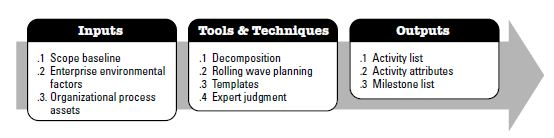 Inputs
.1 Scope baseline
.2 Enterprise environmental
factors
.3. Organizational process
assets
Tools & Techniques
.1 Decomposition
.2 Rolling wave planning
.3 Templates
.4 Expert judgment
Outputs
.1 Activity list
.2 Activity attributes
.3 Milestone list